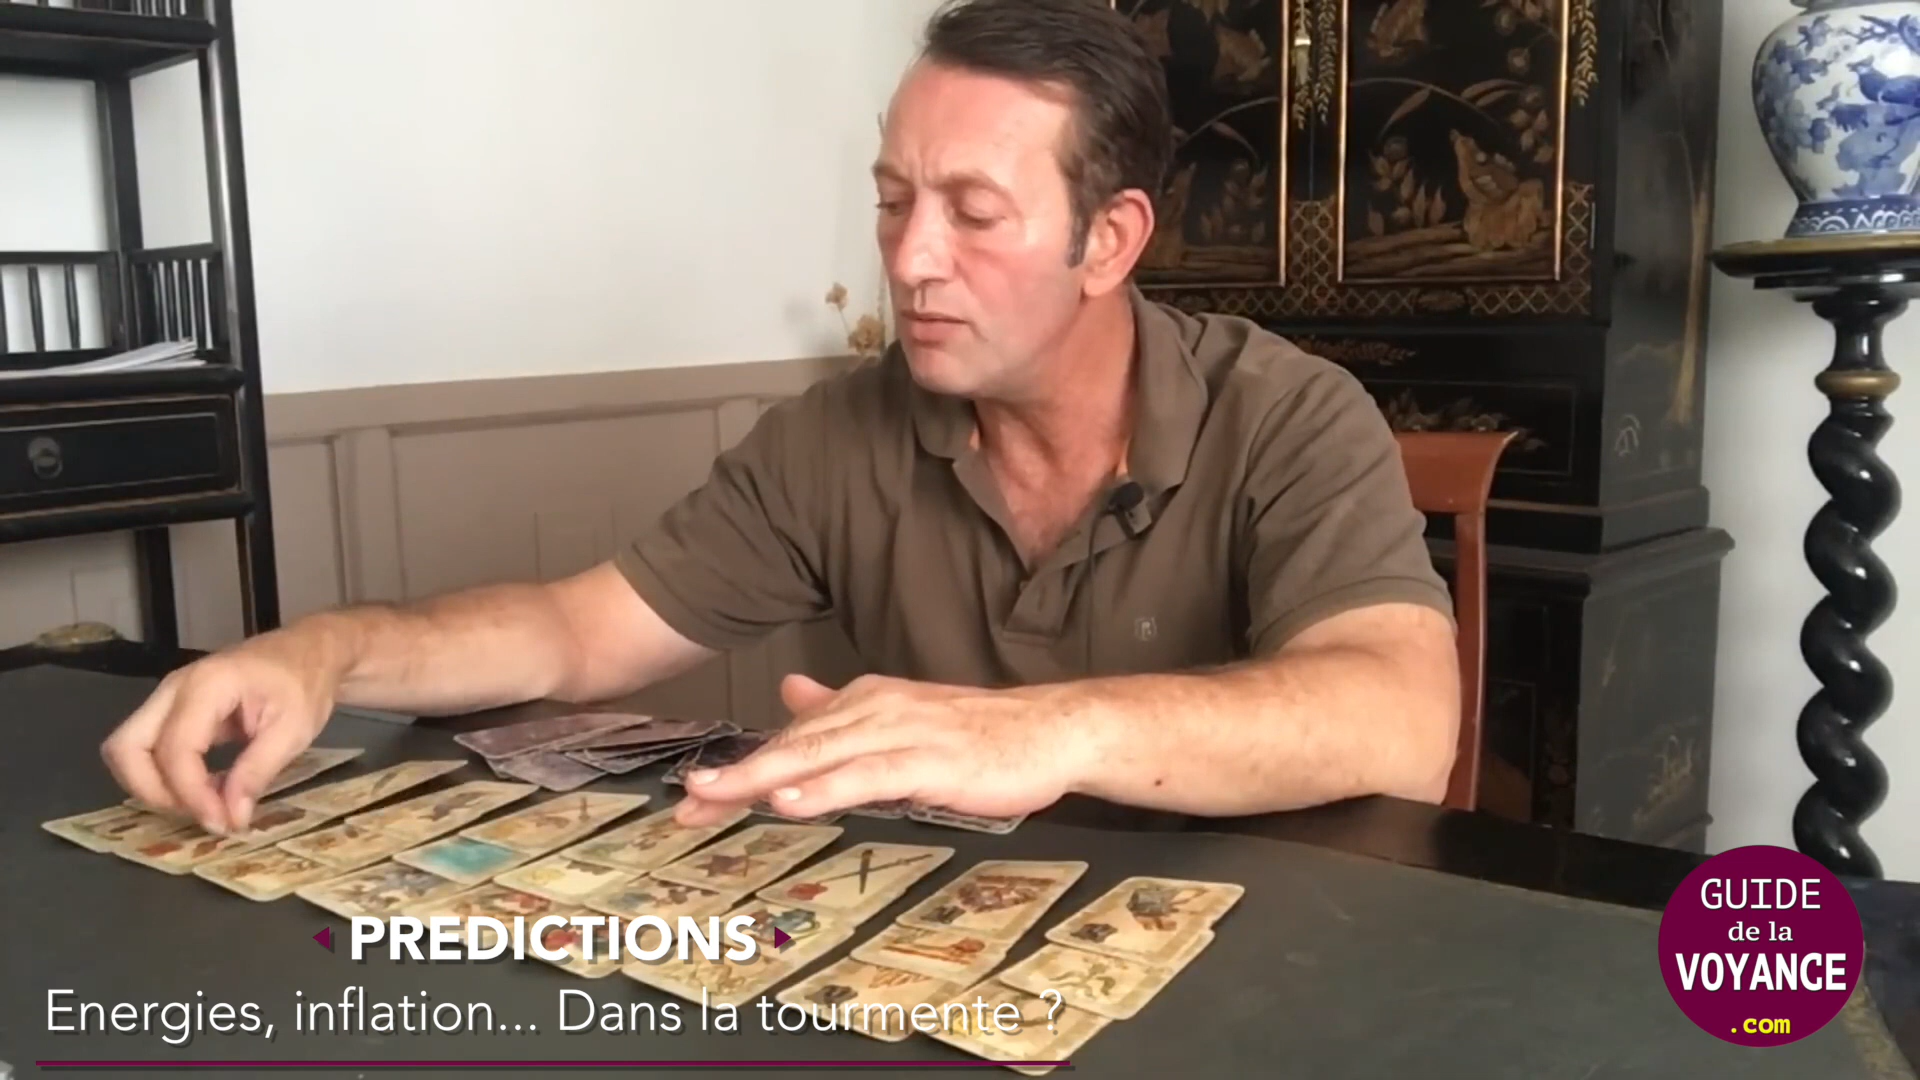 PREDICTIONS
Energies, inflation... Dans la tourmente ?
GUIDE
de la
VOYANCE
.com